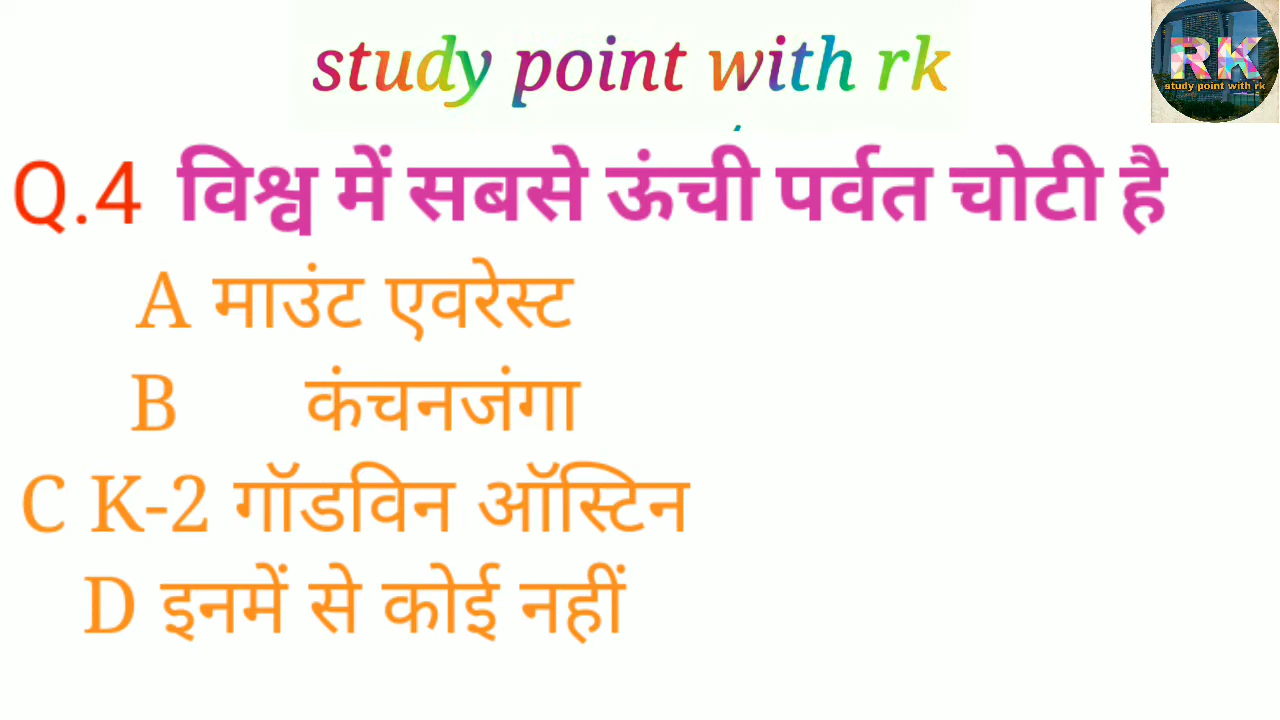 study point with rk
RK
study point with rk
Q.4 विश्व में सबसे ऊंची पर्वत चोटी है
A माउंट एवरेस्ट
B कंचनजंगा
C K-2 गॉडविन ऑस्टिन
D इनमें से कोई नहीं